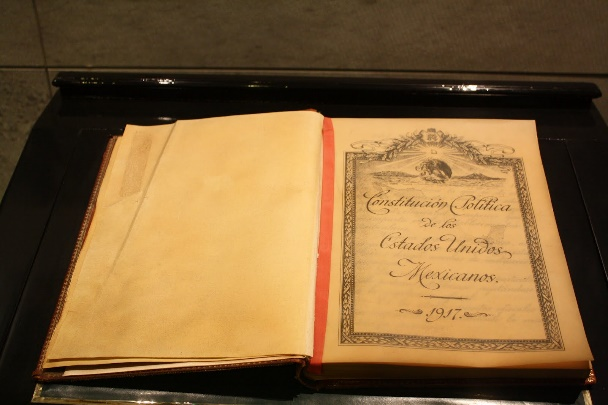 Constitución Política
de los
Estados Unidos
Mexicanos.
1917.